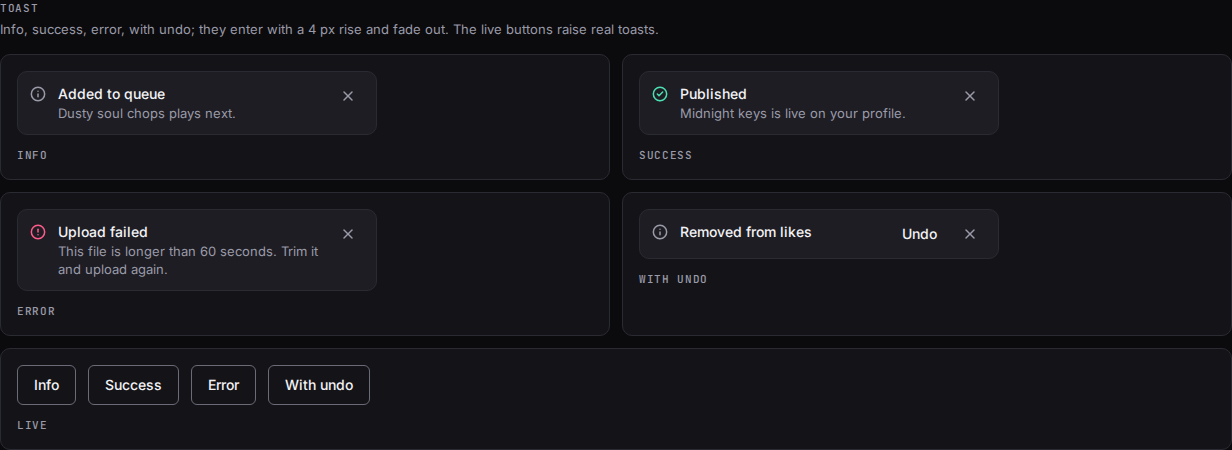 TOAST
Info, success, error, with undo; they enter with a 4 px rise and fade out. The live buttons raise real toasts.
Added to queue
Dusty soul chops plays next.
INFO
Published
Midnight keys is live on your profile.
SUCCESS
Upload failed
This file is longer than 60 seconds. Trim it
and upload again.
ERROR
Removed from likes
Undo
WITH UNDO
Info
Success
Error
With undo
LIVE